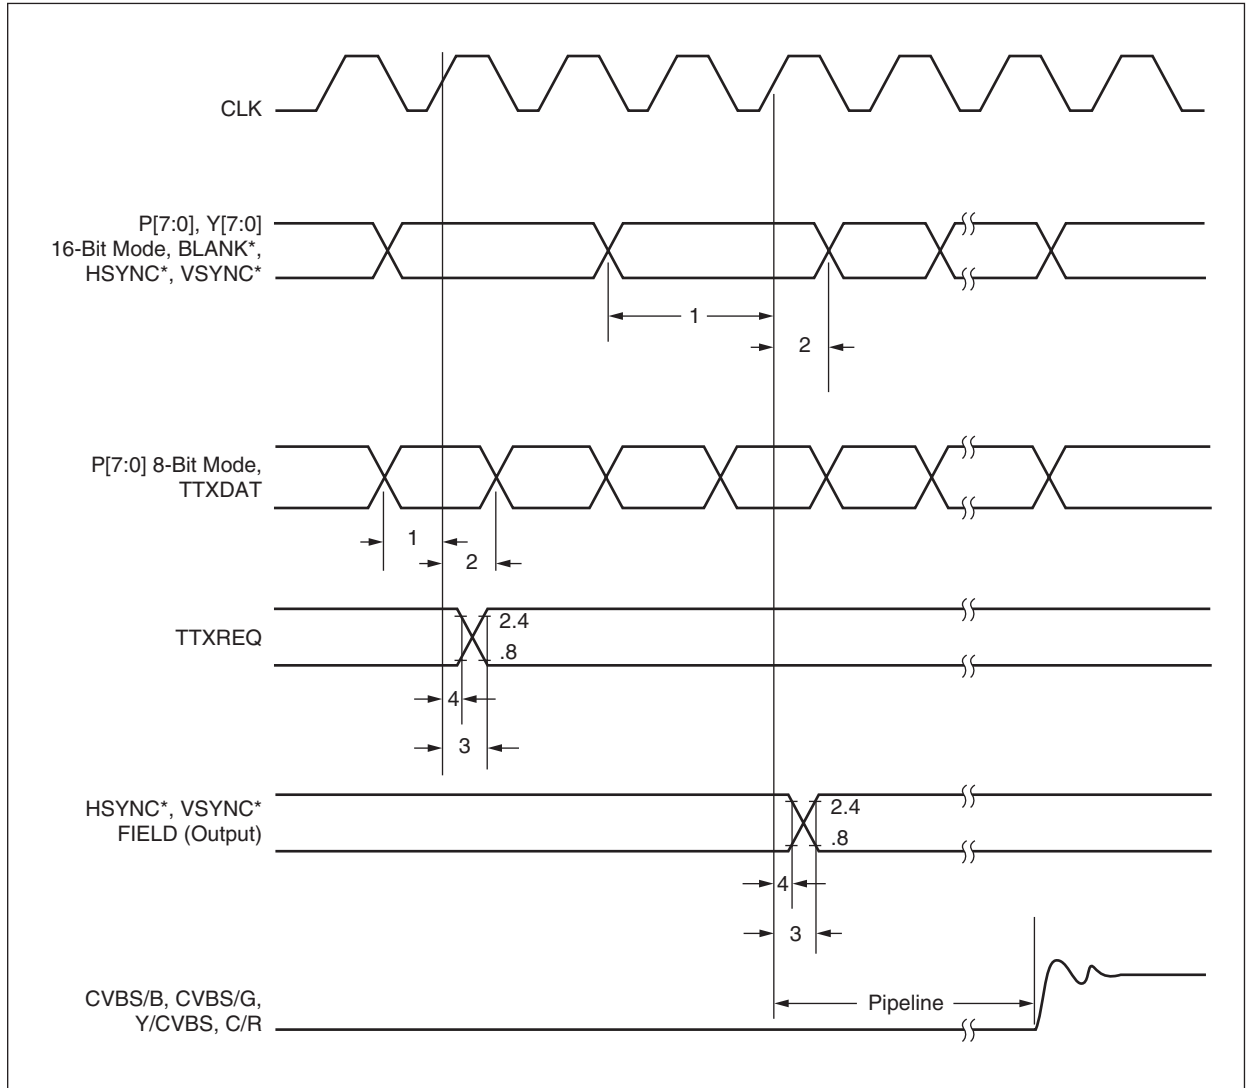 CLK
P[7:0], Y[7:0]
16-Bit Mode, BLANK*,
HSYNC*, VSYNC*
1
2
P[7:0] 8-Bit Mode,
TTXDAT
1
2
TTXREQ
2.4
.8
4
3
HSYNC*, VSYNC*
FIELD (Output)
2.4
.8
4
3
CVBS/B, CVBS/G,
Y/CVBS, C/R
Pipeline